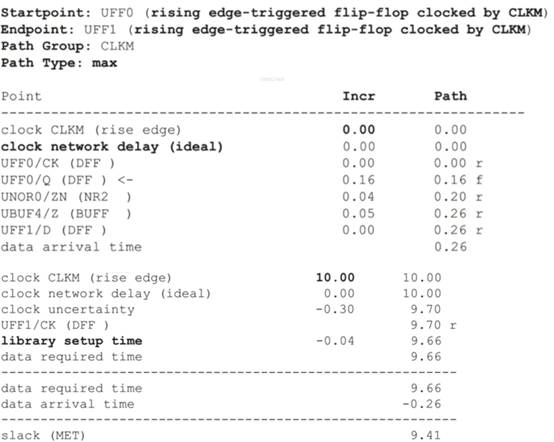 Startpoint: UFF0 (rising edge-triggered flip-flop clocked by CLKM)
Endpoint: UFF1 (rising edge-triggered flip-flop clocked by CLKM)
Path Group: CLKM
Path Type: max
Point Incr Path
------------------------------------------------------------
clock CLKM (rise edge) 0.00 0.00
clock network delay (ideal) 0.00 0.00
UFF0/CK (DFF ) 0.00 0.00 r
UFF0/Q (DFF ) <- 0.16 0.16 f
UNOR0/ZN (NR2 ) 0.04 0.20 r
UBUF4/Z (BUFF ) 0.05 0.26 r
UFF1/D (DFF ) 0.00 0.26 r
data arrival time 0.26
clock CLKM (rise edge) 10.00 10.00
clock network delay (ideal) 0.00 10.00
clock uncertainty -0.30 9.70
UFF1/CK (DFF ) 9.70 r
library setup time -0.04 9.66
data required time 9.66
------------------------------------------------------------
data required time 9.66
data arrival time -0.26
------------------------------------------------------------
slack (MET) 9.41